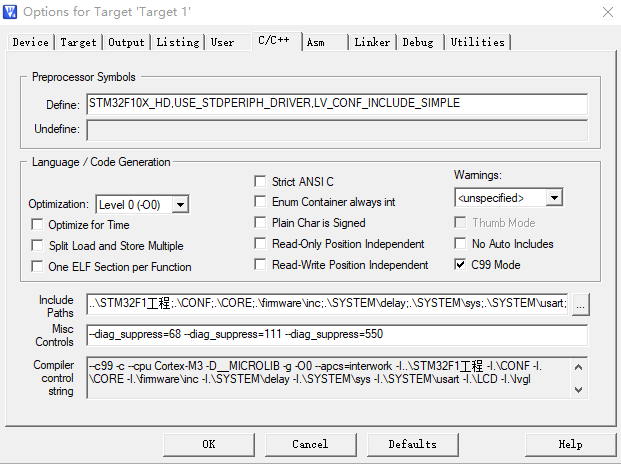 Options for Target 'Target 1'
Device Target Output Listing User C/C++ Asm Linker Debug Utilities
Preprocessor Symbols
Define: STM32F10X_HD,USE_STDPERIPH_DRIVER,LV_CONF_INCLUDE_SIMPLE
Undefine:
Language / Code Generation
Optimization: Level 0 (-O0)
Optimize for Time
Split Load and Store Multiple
One ELF Section per Function
Strict ANSI C
Enum Container always int
Plain Char is Signed
Read-Only Position Independent
Read-Write Position Independent
Warnings:
<unspecified>
Thumb Mode
No Auto Includes
C99 Mode
Include
Paths
..\STM32F1工程;.\CONF;.\CORE;.\firmware\inc;.\SYSTEM\delay;.\SYSTEM\sys;.\SYSTEM\usart;
...
Misc
Controls
--diag_suppress=68 --diag_suppress=111 --diag_suppress=550
Compiler
control
string
--c99 -c --cpu Cortex-M3 -D__MICROLIB -g -O0 --apcs=interwork -I..\STM32F1工程 -I.\CONF -I.
\CORE -I.\firmware\inc -I.\SYSTEM\delay -I.\SYSTEM\sys -I.\SYSTEM\usart -I.\LCD -I.\lvgl
OK Cancel Defaults Help